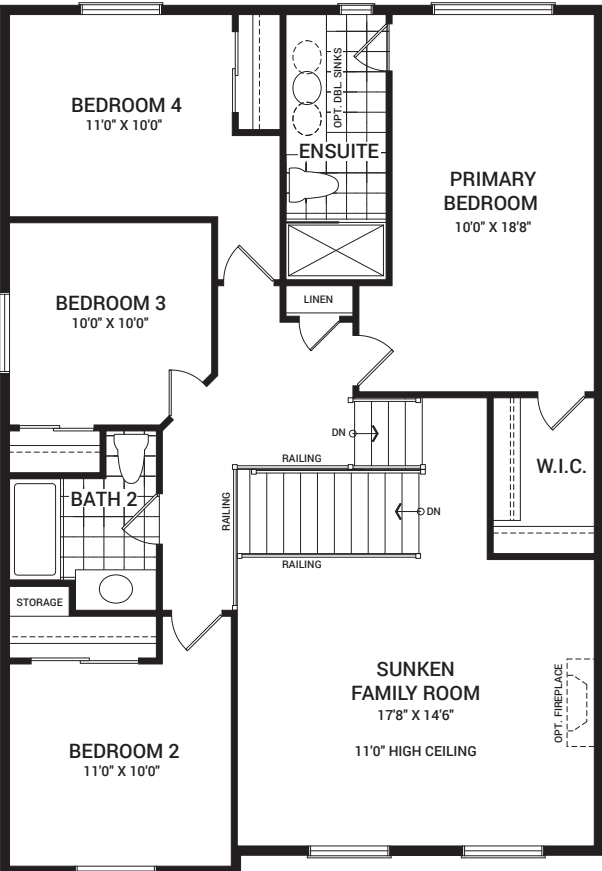 BEDROOM 4
11'0" X 10'0"
OPT. DBL. SINKS
ENSUITE
PRIMARY
BEDROOM
10'0" X 18'8"
BEDROOM 3
10'0" X 10'0"
LINEN
DN
RAILING
W.I.C.
BATH 2
RAILING
DN
RAILING
STORAGE
SUNKEN
FAMILY ROOM
17'8" X 14'6"
11'0" HIGH CEILING
OPT. FIREPLACE
BEDROOM 2
11'0" X 10'0"